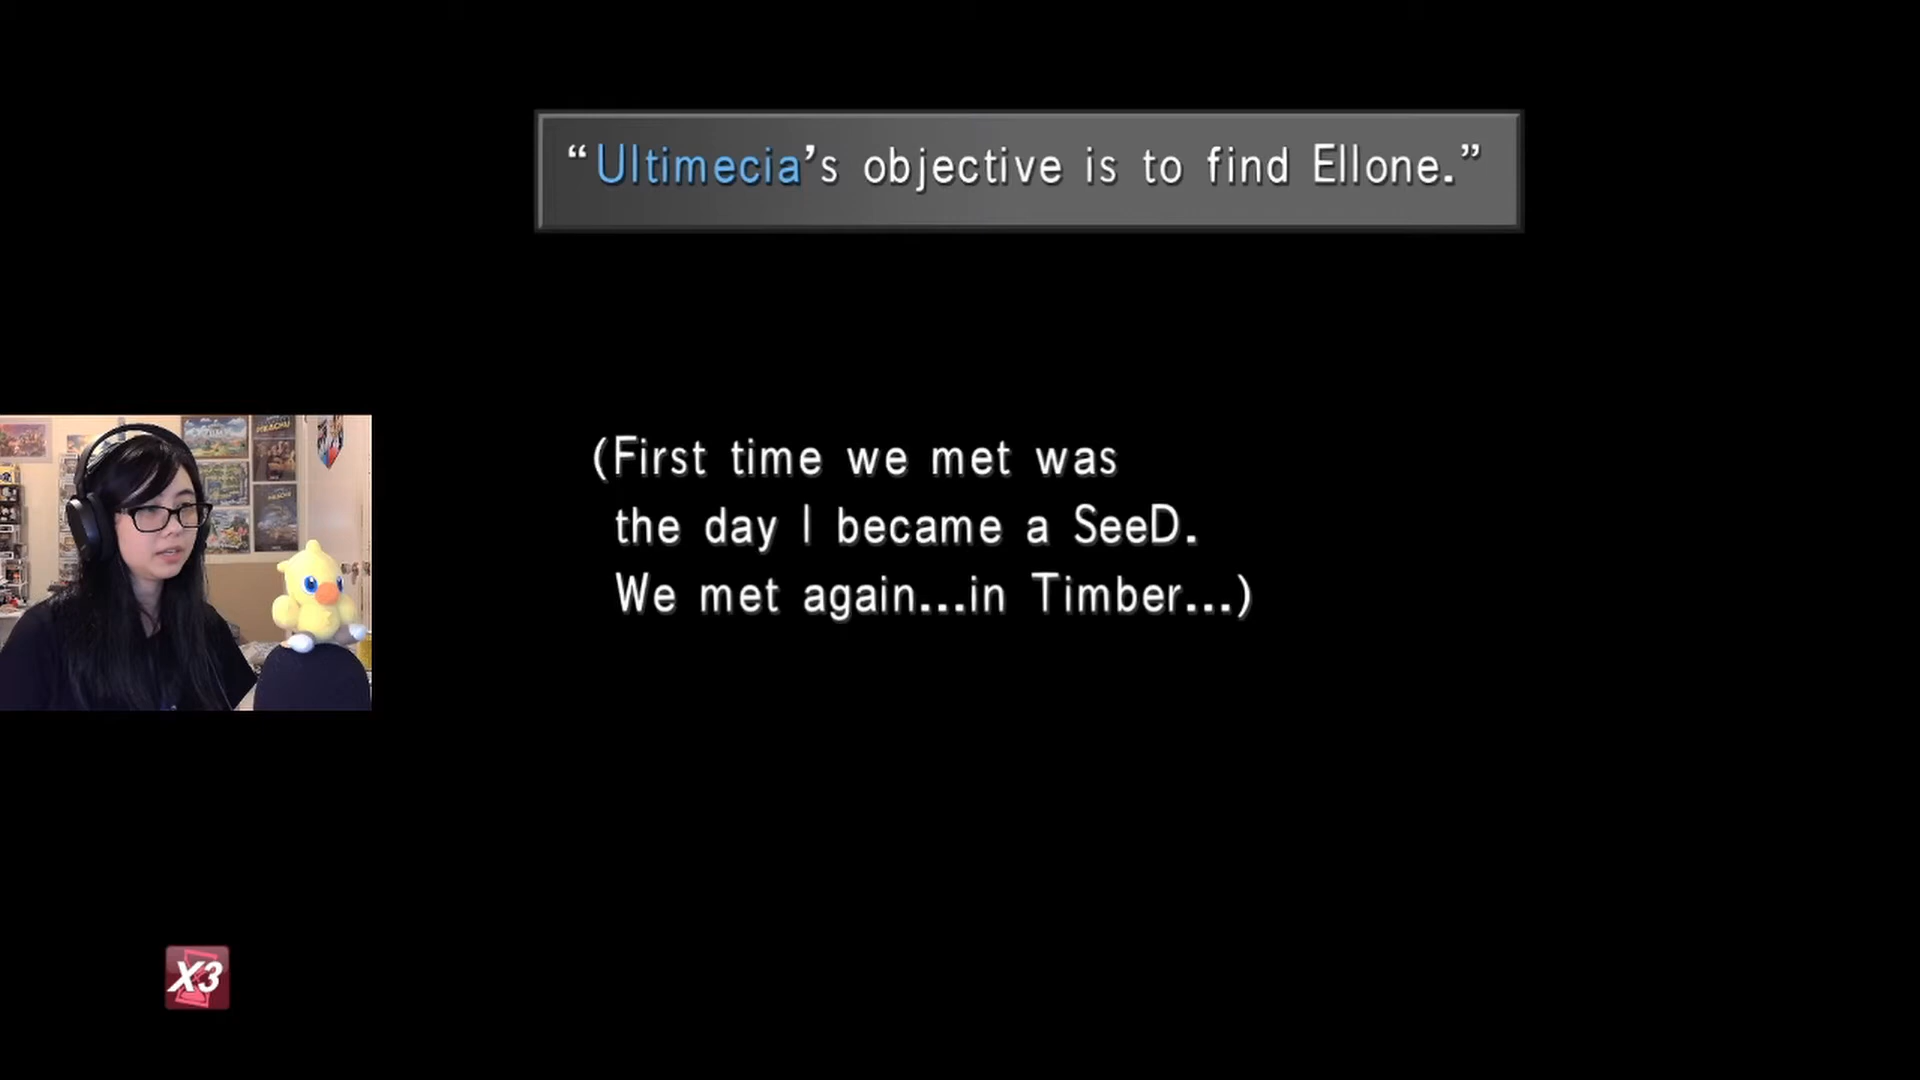 “Ultimecia’s objective is to find Ellone.”
(First time we met was
the day I became a SeeD.
We met again...in Timber...)
X3
PIKACHU